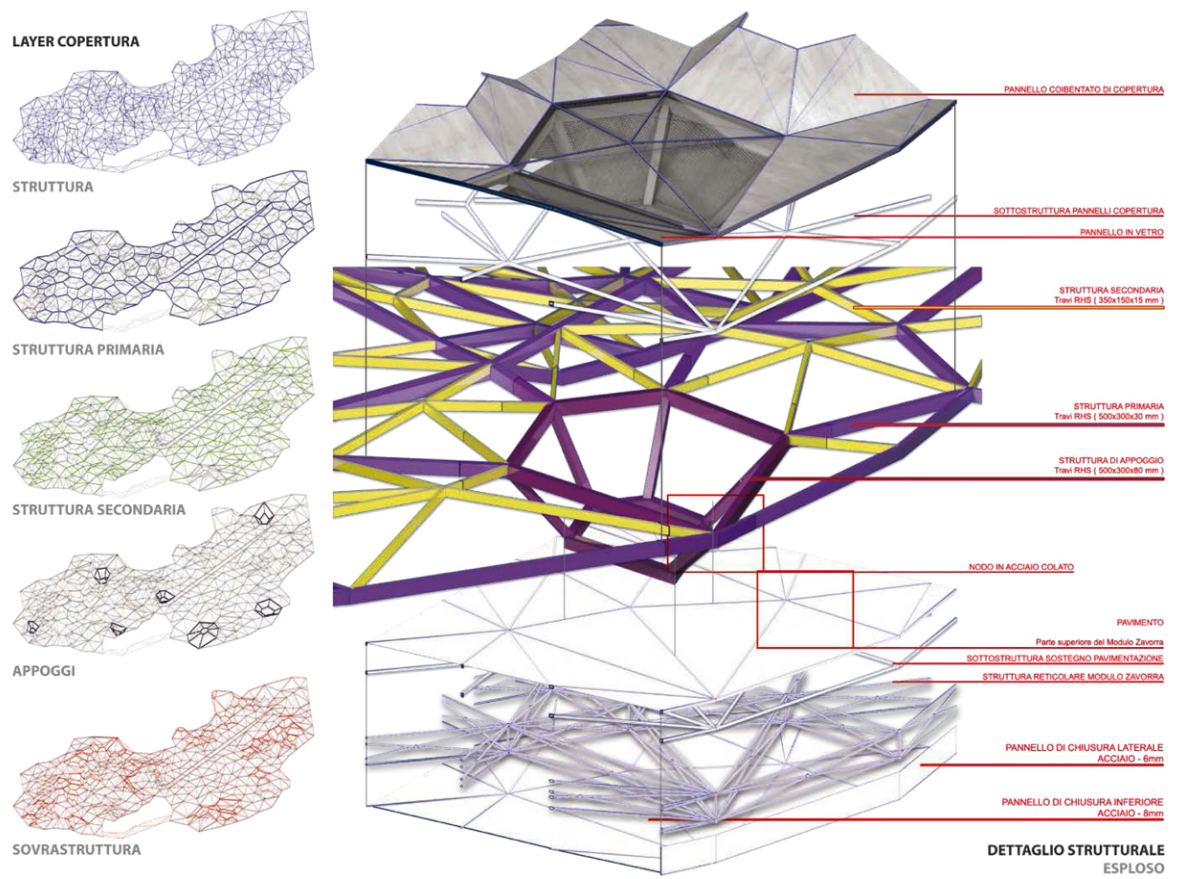 LAYER COPERTURA
STRUTTURA
STRUTTURA PRIMARIA
STRUTTURA SECONDARIA
APPOGGI
SOVRASTRUTTURA
PANNELLO COIBENTATO DI COPERTURA
SOTTOSTRUTTURA PANNELLI COPERTURA
PANNELLO IN VETRO
STRUTTURA SECONDARIA
Travi RHS ( 350x150x15 mm )
STRUTTURA PRIMARIA
Travi RHS ( 500x300x30 mm )
STRUTTURA DI APPOGGIO
Travi RHS ( 500x300x80 mm )
NODO IN ACCIAIO COLATO
PAVIMENTO
Parte superiore del Modulo Zavorra
SOTTOSTRUTTURA SOSTEGNO PAVIMENTAZIONE
STRUTTURA RETICOLARE MODULO ZAVORRA
PANNELLO DI CHIUSURA LATERALE
ACCIAIO - 6mm
PANNELLO DI CHIUSURA INFERIORE
ACCIAIO - 8mm
DETTAGLIO STRUTTURALE
ESPLOSO